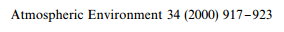 Atmospheric Environment 34 (2000) 917–923